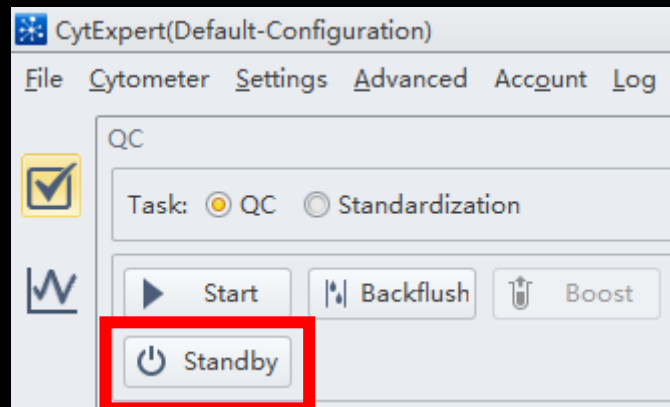 CytExpert(Default-Configuration)
File Cytometer Settings Advanced Account Log
QC
Task: QC Standardization
Start Backflush Boost
Standby